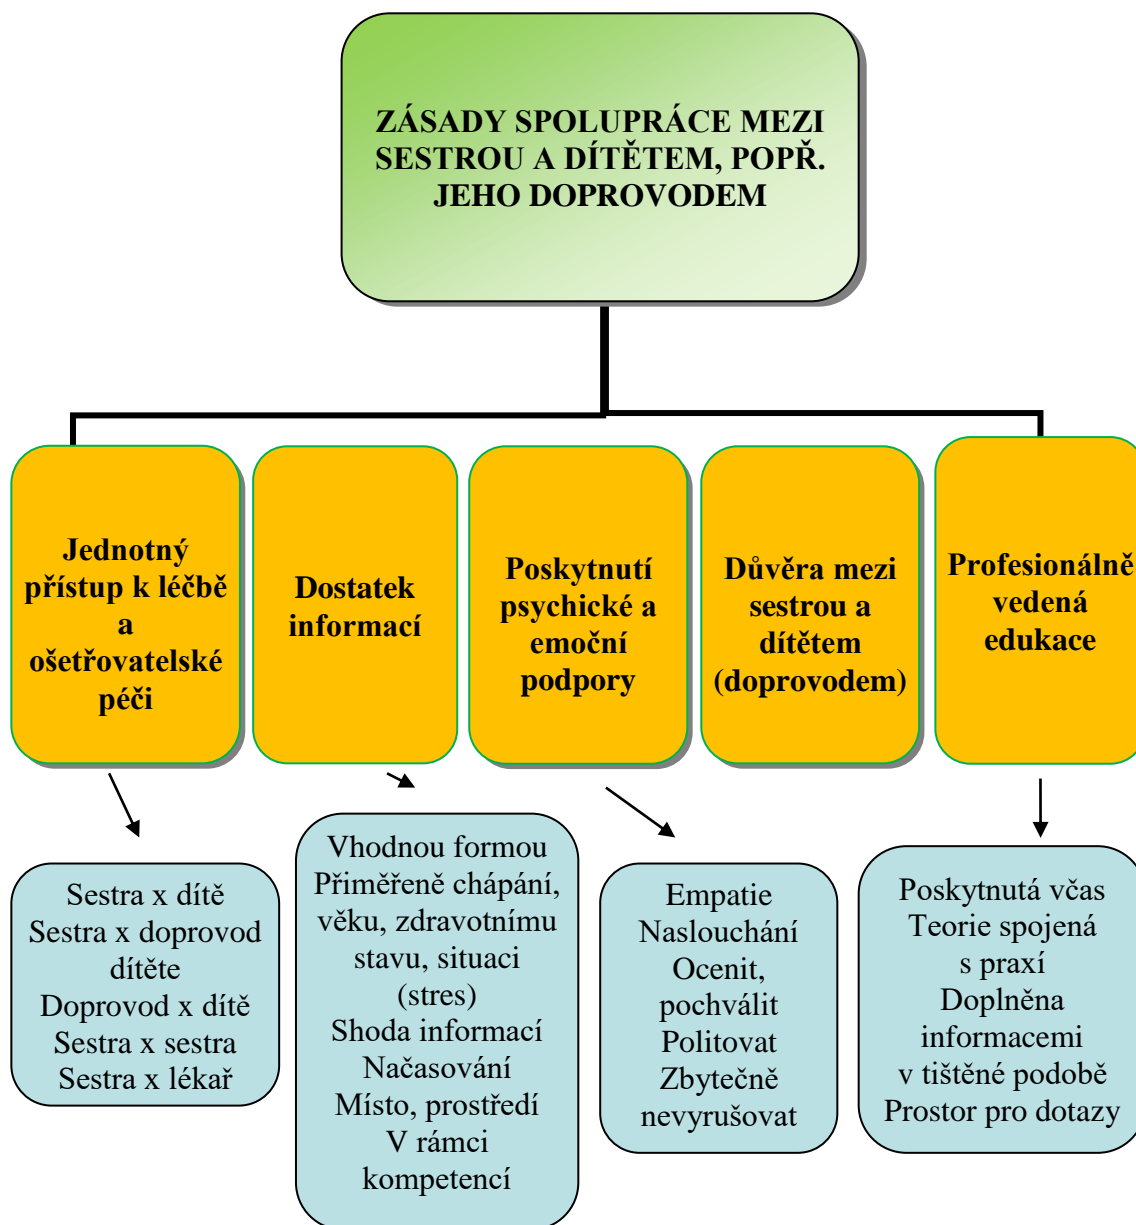 ZÁSADY SPOLUPRÁCE MEZI
SESTROU A DÍTĚTEM, POPŘ.
JEHO DOPROVODEM
Jednotný
přístup k léčbě
a
ošetřovatelské
péči
Dostatek
informací
Poskytnutí
psychické a
emoční
podpory
Důvěra mezi
sestrou a
dítětem
(doprovodem)
Profesionálně
vedená
edukace
Sestra x dítě
Sestra x doprovod
dítěte
Doprovod x dítě
Sestra x sestra
Sestra x lékař
Vhodnou formou
Přiměřeně chápání,
věku, zdravotnímu
stavu, situaci
(stres)
Shoda informací
Načasování
Místo, prostředí
V rámci
kompetencí
Empatie
Naslouchání
Ocenit,
pochválit
Politovat
Zbytečně
nevyrušovat
Poskytnutá včas
Teorie spojená
s praxí
Doplněna
informacemi
v tištěné podobě
Prostor pro dotazy